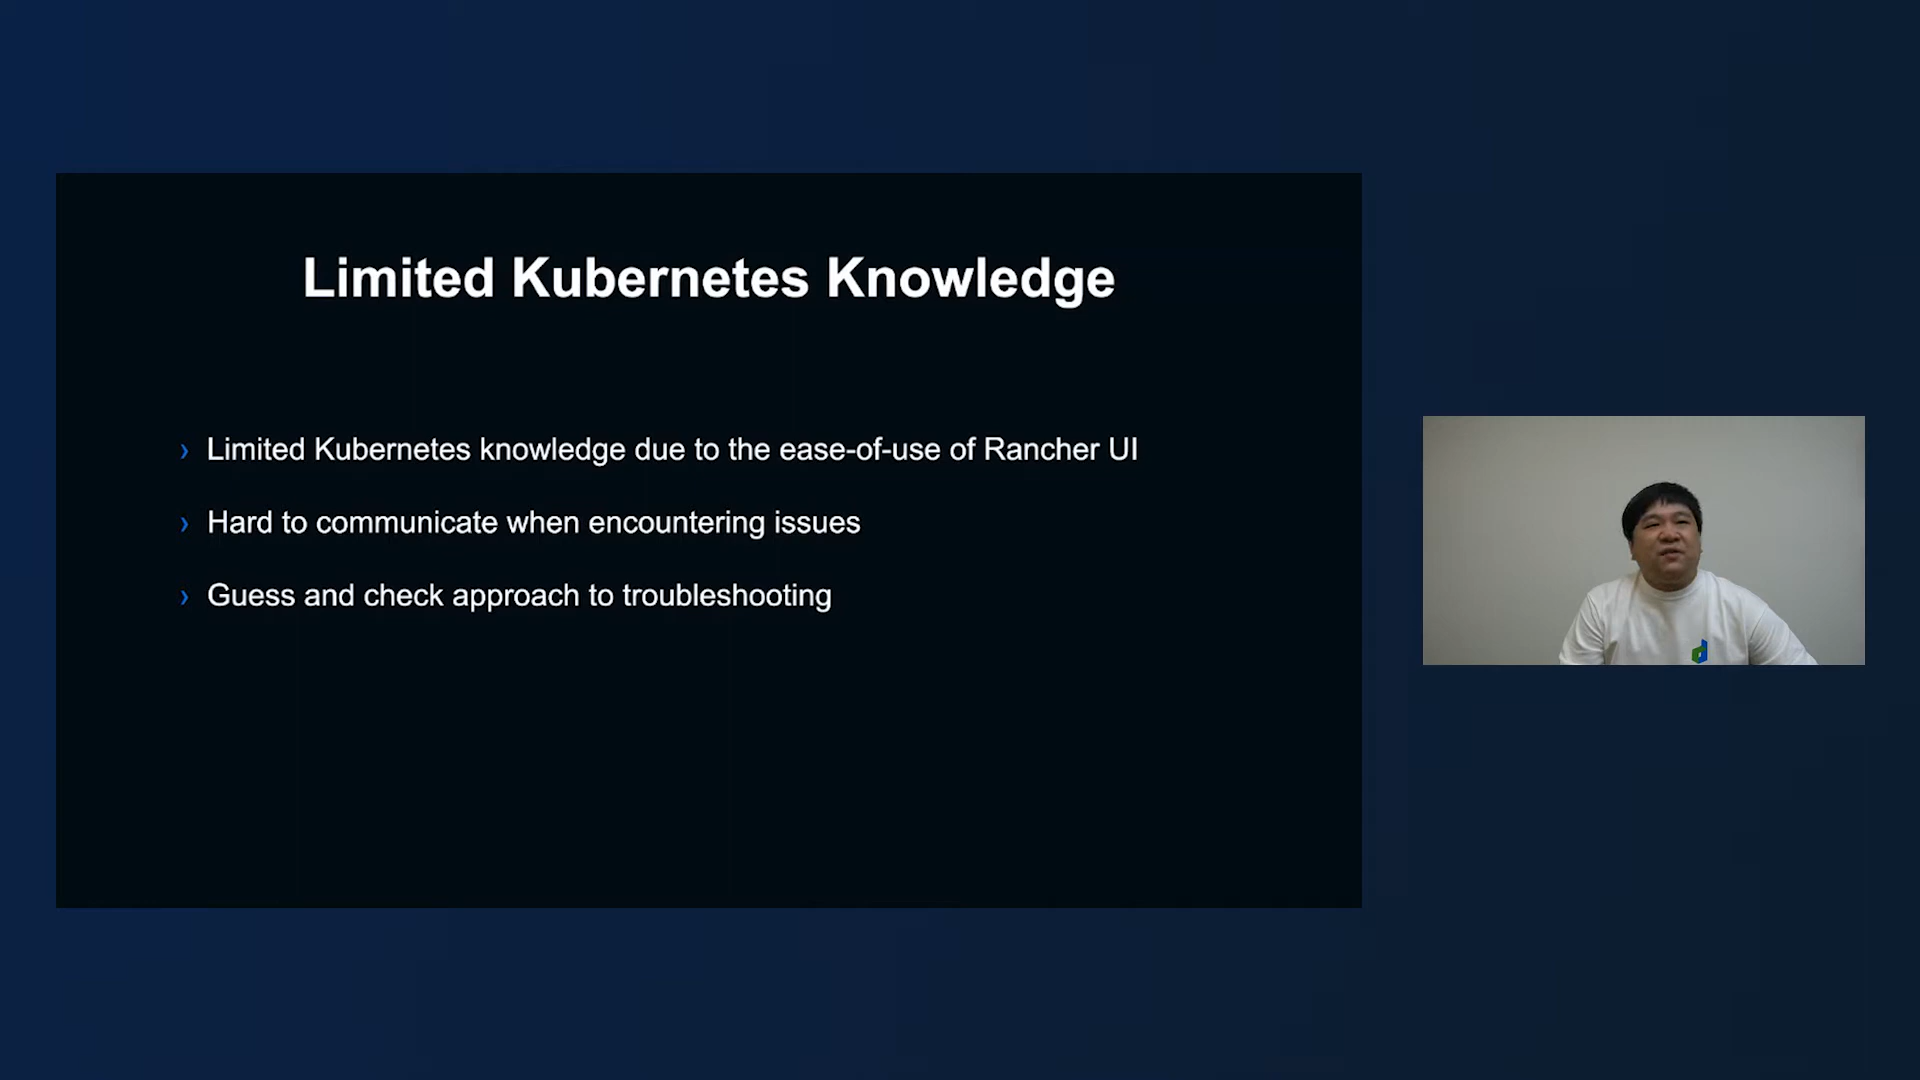 Limited Kubernetes Knowledge
› Limited Kubernetes knowledge due to the ease-of-use of Rancher UI
› Hard to communicate when encountering issues
› Guess and check approach to troubleshooting